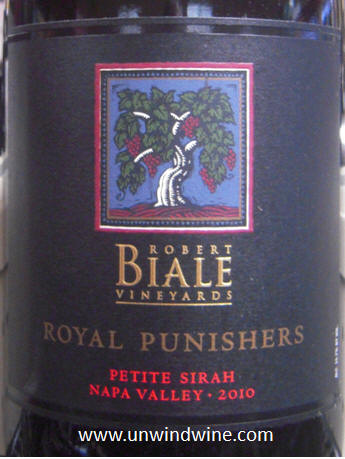 ROBERT
BIALE
VINEYARDS
ROYAL PUNISHERS
PETITE SIRAH
NAPA VALLEY • 2010
www.unwindwine.com